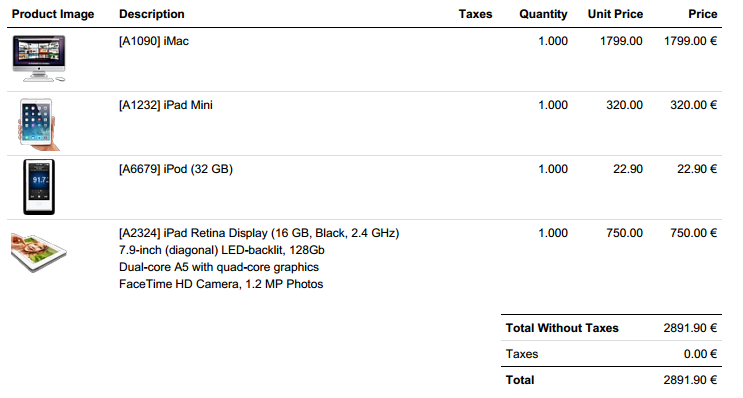 Product Image Description Taxes Quantity Unit Price Price
[A1090] iMac 1.000 1799.00 1799.00 €
[A1232] iPad Mini 1.000 320.00 320.00 €
91.7
[A6679] iPod (32 GB) 1.000 22.90 22.90 €
[A2324] iPad Retina Display (16 GB, Black, 2.4 GHz) 1.000 750.00 750.00 €
7.9-inch (diagonal) LED-backlit, 128Gb
Dual-core A5 with quad-core graphics
FaceTime HD Camera, 1.2 MP Photos
Total Without Taxes 2891.90 €
Taxes 0.00 €
Total 2891.90 €